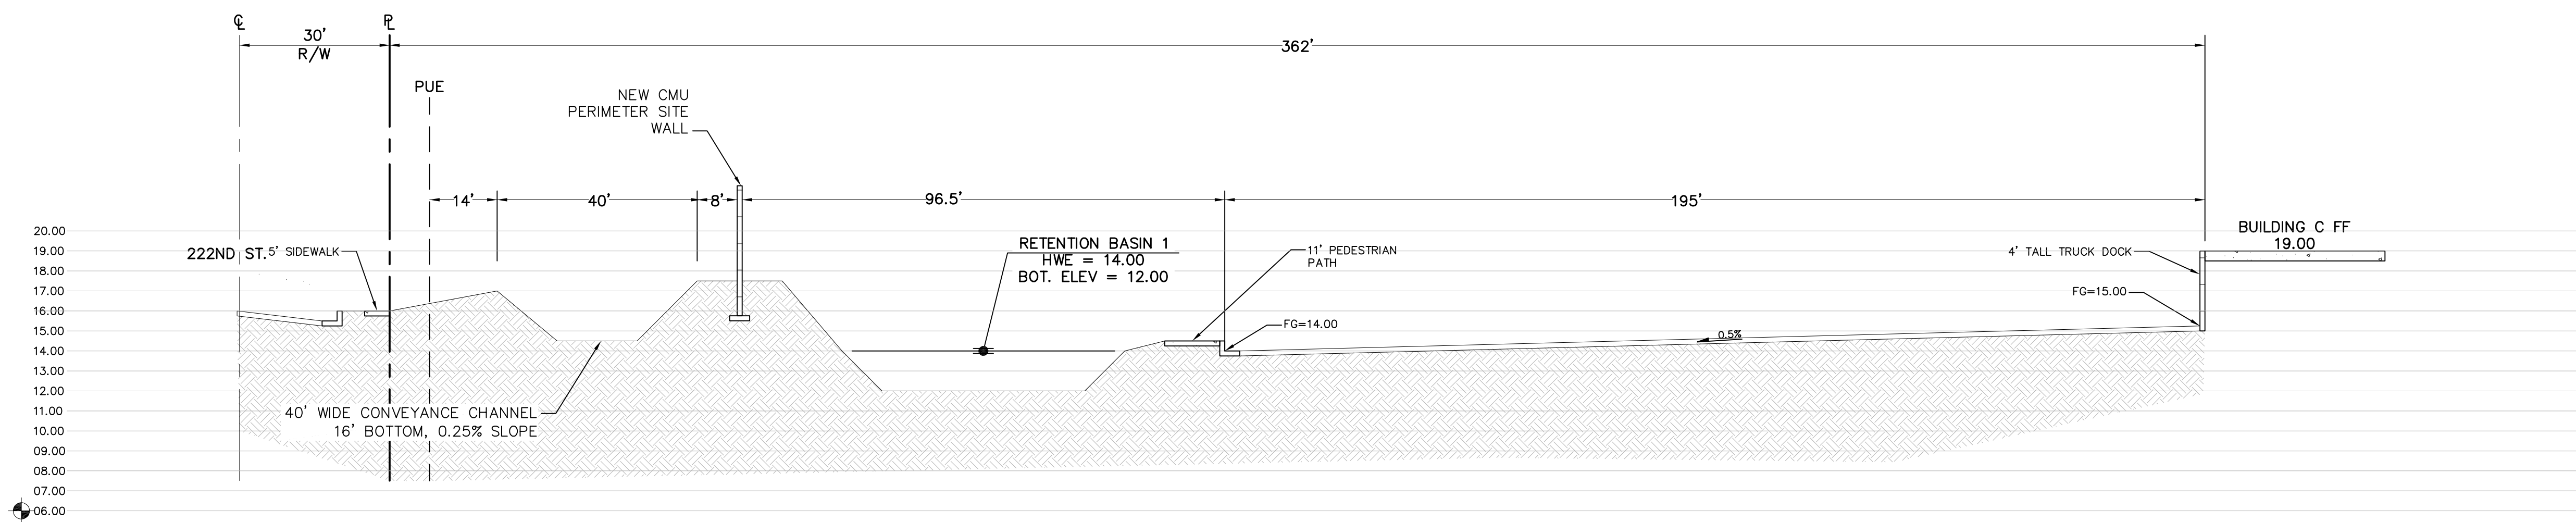 ℄
30'
R/W
℄
362'
PUE
NEW CMU
PERIMETER SITE
WALL
14'
40'
8'
96.5'
195'
20.00
19.00
18.00
17.00
16.00
15.00
14.00
13.00
12.00
11.00
10.00
09.00
08.00
07.00
06.00
222ND ST.
5' SIDEWALK
RETENTION BASIN 1
HWE = 14.00
BOT. ELEV = 12.00
11' PEDESTRIAN
PATH
FG=14.00
0.5%
4' TALL TRUCK DOCK
FG=15.00
BUILDING C FF
19.00
40' WIDE CONVEYANCE CHANNEL
16' BOTTOM, 0.25% SLOPE